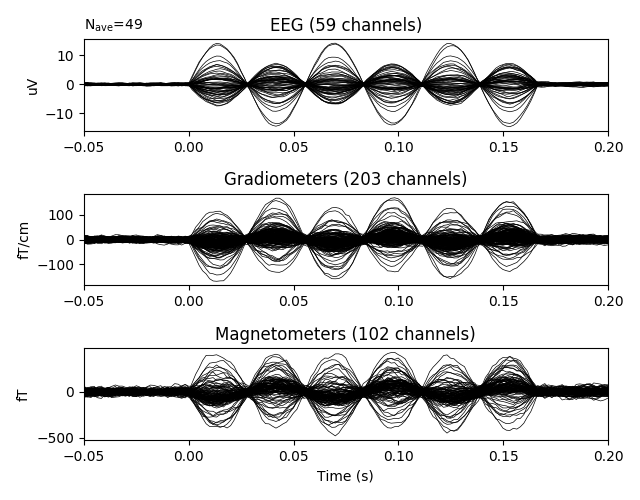 Nave=49
EEG (59 channels)
10
0
−10
uV
−0.05 0.00 0.05 0.10 0.15 0.20
Gradiometers (203 channels)
100
0
−100
fT/cm
−0.05 0.00 0.05 0.10 0.15 0.20
Magnetometers (102 channels)
0
−500
fT
−0.05 0.00 0.05 0.10 0.15 0.20
Time (s)